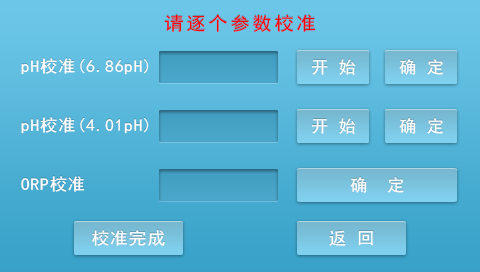 请逐个参数校准
pH校准(6.86pH) 开 始 确 定
pH校准(4.01pH) 开 始 确 定
ORP校准 确 定
校准完成 返 回